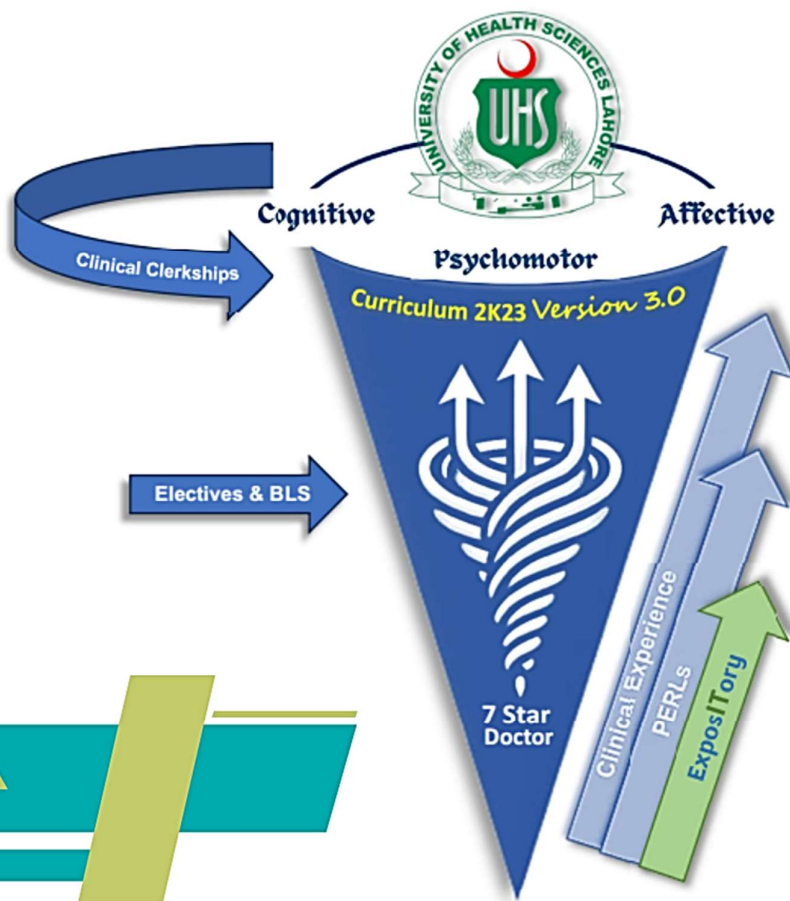 UNIVERSITY OF HEALTH SCIENCES LAHORE
UHS
Cognitive
Affective
Psychomotor
Clinical Clerkships
Curriculum 2K23 Version 3.0
Electives & BLS
7 Star
Doctor
Clinical Experience
PERLs
ExposITory